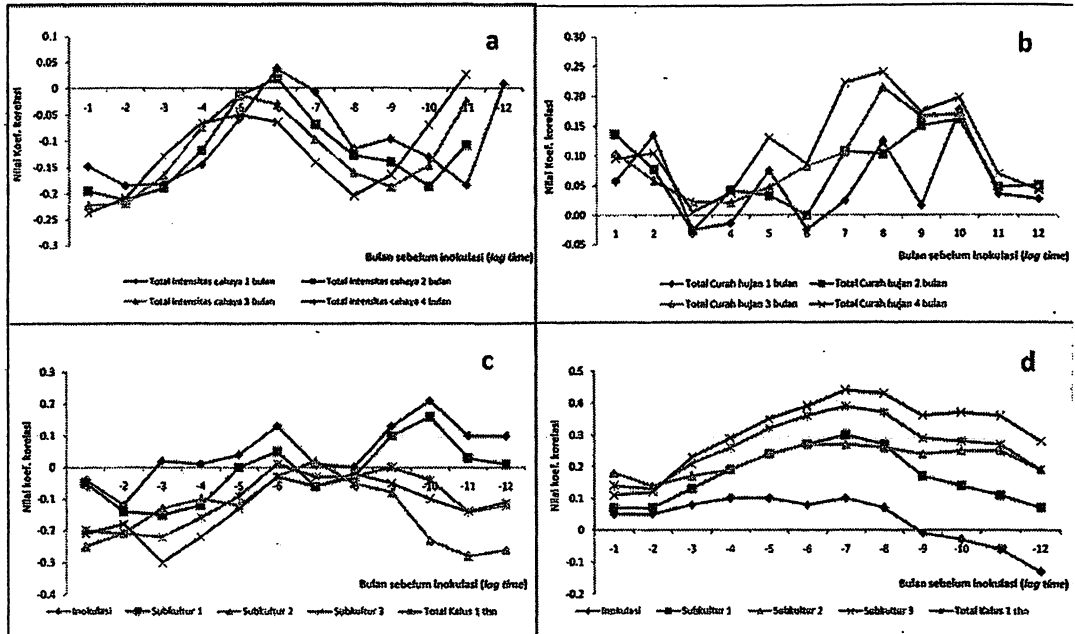 a
0.1
0.05
0
-0.05
-0.1
-0.15
-0.2
-0.25
-0.3
Nilai Koef. korelasi
-1 -2 -3 -4 -5 -6 -7 -8 -9 -10 -11 -12
Bulan sebelum inokulasi (lag time)
Total Intensitas cahaya 1 bulan
Total Intensitas cahaya 2 bulan
Total Intensitas cahaya 3 bulan
Total Intensitas cahaya 4 bulan
b
0.30
0.25
0.20
0.15
0.10
0.05
0.00
-0.05
Nilai Koef. korelasi
1 2 3 4 5 6 7 8 9 10 11 12
Bulan sebelum inokulasi (lag time)
Total Curah hujan 1 bulan
Total Curah hujan 2 bulan
Total Curah hujan 3 bulan
Total Curah hujan 4 bulan
c
0.3
0.2
0.1
0
-0.1
-0.2
-0.3
-0.4
Nilai koef. korelasi
-1 -2 -3 -4 -5 -6 -7 -8 -9 -10 -11 -12
Bulan sebelum inokulasi (lag time)
Inokulasi
Subkultur 1
Subkultur 2
Subkultur 3
Total Kalus 1 thn
d
0.5
0.4
0.3
0.2
0.1
0
-0.1
-0.2
Nilai koef. korelasi
-1 -2 -3 -4 -5 -6 -7 -8 -9 -10 -11 -12
Bulan sebelum inokulasi (lag time)
Inokulasi
Subkultur 1
Subkultur 2
Subkultur 3
Total Kalus 1 thn